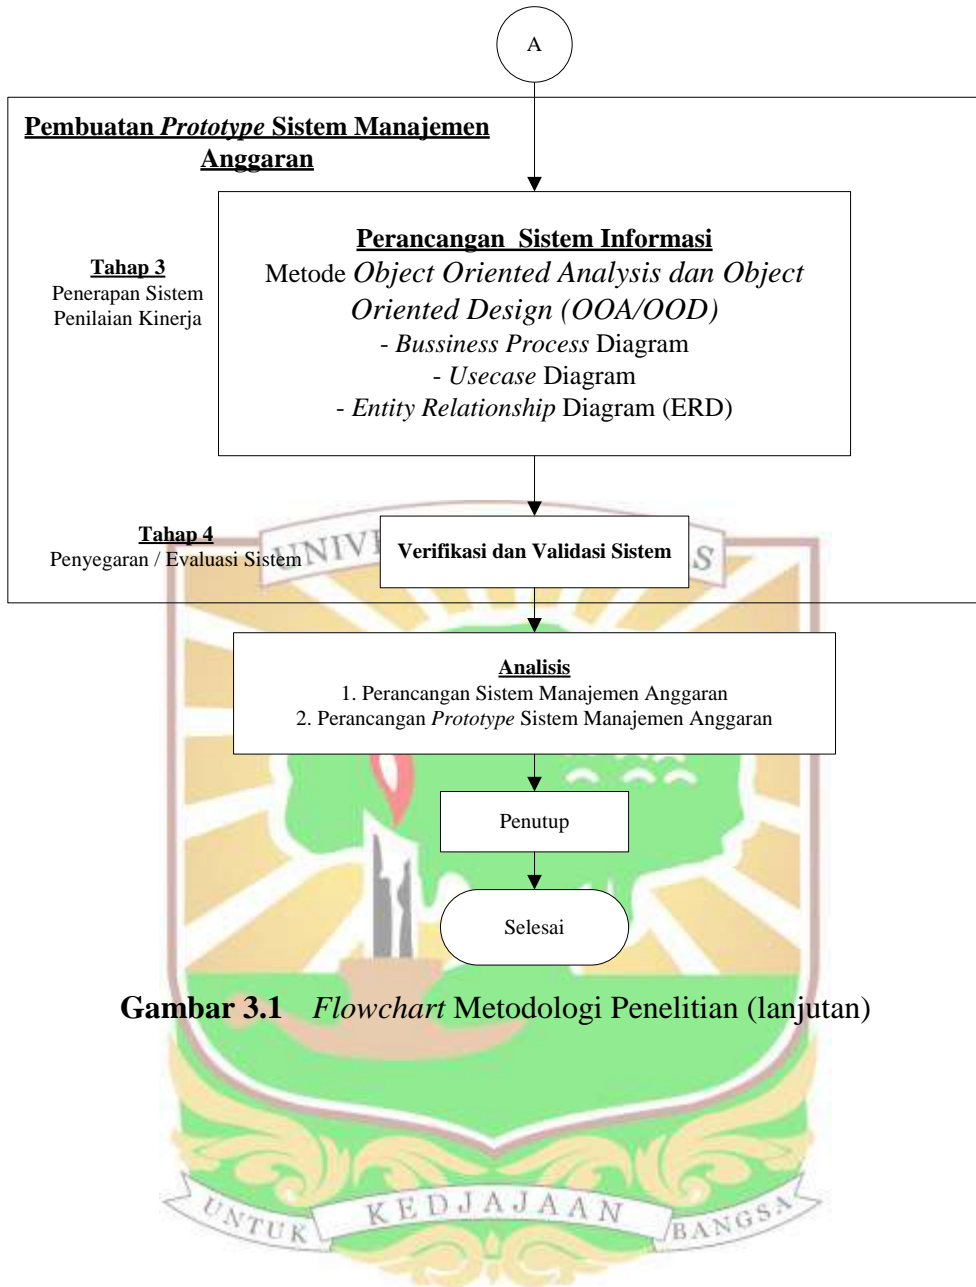 A
Pembuatan Prototype Sistem Manajemen
Anggaran
Perancangan Sistem Informasi
Metode Object Oriented Analysis dan Object
Oriented Design (OOA/OOD)
- Bussiness Process Diagram
- Usecase Diagram
- Entity Relationship Diagram (ERD)
Tahap 3
Penerapan Sistem
Penilaian Kinerja
Tahap 4
Penyegaran / Evaluasi Sistem
Verifikasi dan Validasi Sistem
Analisis
1. Perancangan Sistem Manajemen Anggaran
2. Perancangan Prototype Sistem Manajemen Anggaran
Penutup
Selesai
Gambar 3.1 Flowchart Metodologi Penelitian (lanjutan)
UNTUK KEDJAJAAN BANGSA